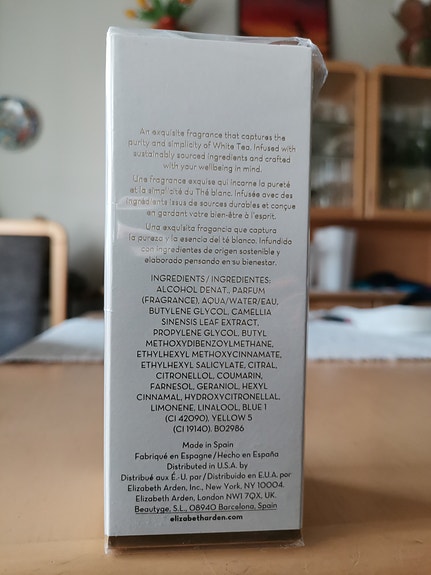 An exquisite fragrance that captures the
purity and simplicity of White Tea. Infused with
sustainably sourced ingredients and crafted
with your wellbeing in mind.
Une fragrance exquise qui incarne la pureté
et la simplicité du Thé blanc. Infusée avec des
ingrédients issus de sources durables et conçue
en gardant votre bien-être à l'esprit.
Una exquisita fragancia que captura
la pureza y la esencia del té blanco. Infundido
con ingredientes de origen sostenible y
elaborado pensando en su bienestar.
INGREDIENTS / INGREDIENTES:
ALCOHOL DENAT., PARFUM
(FRAGRANCE), AQUA/WATER/EAU,
BUTYLENE GLYCOL, CAMELLIA
SINENSIS LEAF EXTRACT,
PROPYLENE GLYCOL, BUTYL
METHOXYDIBENZOYLMETHANE,
ETHYLHEXYL METHOXYCINNAMATE,
ETHYLHEXYL SALICYLATE, CITRAL,
CITRONELLOL, COUMARIN,
FARNESOL, GERANIOL, HEXYL
CINNAMAL, HYDROXYCITRONELLAL,
LIMONENE, LINALOOL, BLUE 1
(CI 42090), YELLOW 5
(CI 19140). B02986
Made in Spain
Fabriqué en Espagne / Hecho en España
Distributed in U.S.A. by
Distribué aux É.-U. par / Distribuido en E.U.A. por
Elizabeth Arden, Inc., New York, NY 10004.
Elizabeth Arden, London NW1 7QX, UK.
Beautyge, S.L., 08940 Barcelona, Spain
elizabetharden.com